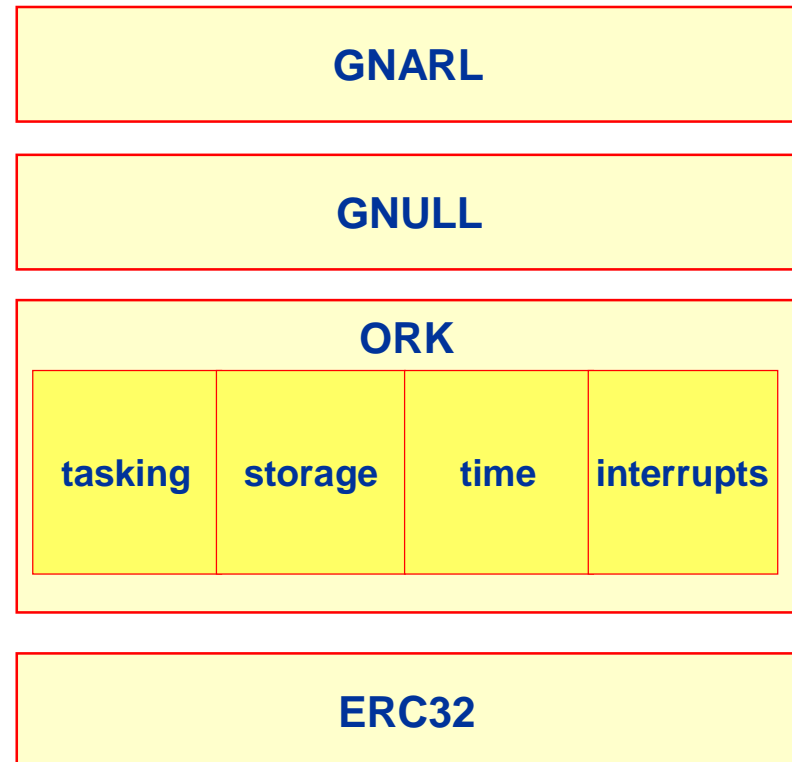 GNARL
GNULL
ORK
tasking storage time interrupts
ERC32